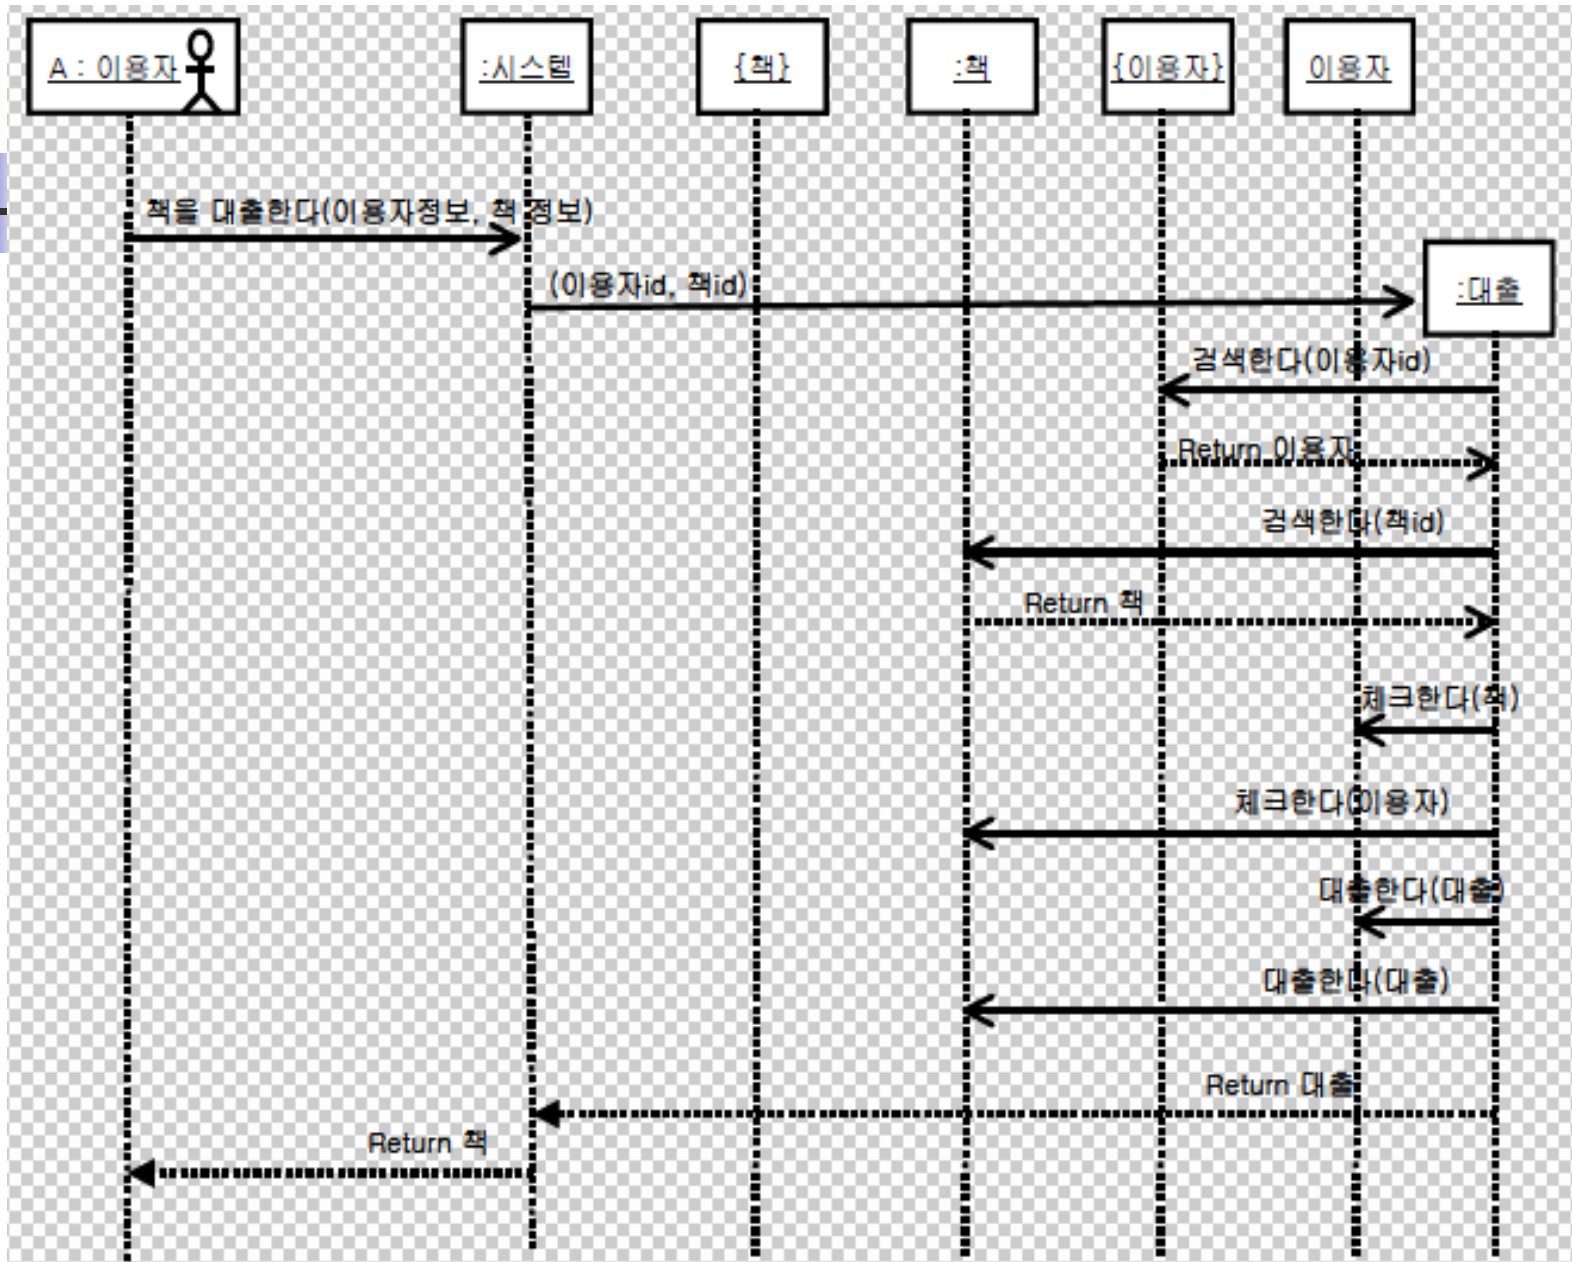 A : 이용자
:시스템
{책}
:책
{이용자}
이용자
책을 대출한다(이용자정보, 책 정보)
(이용자id, 책id)
:대출
검색한다(이용자id)
Return 이용자
검색한다(책id)
Return 책
체크한다(책)
체크한다(이용자)
대출한다(대출)
대출한다(대출)
Return 대출
Return 책